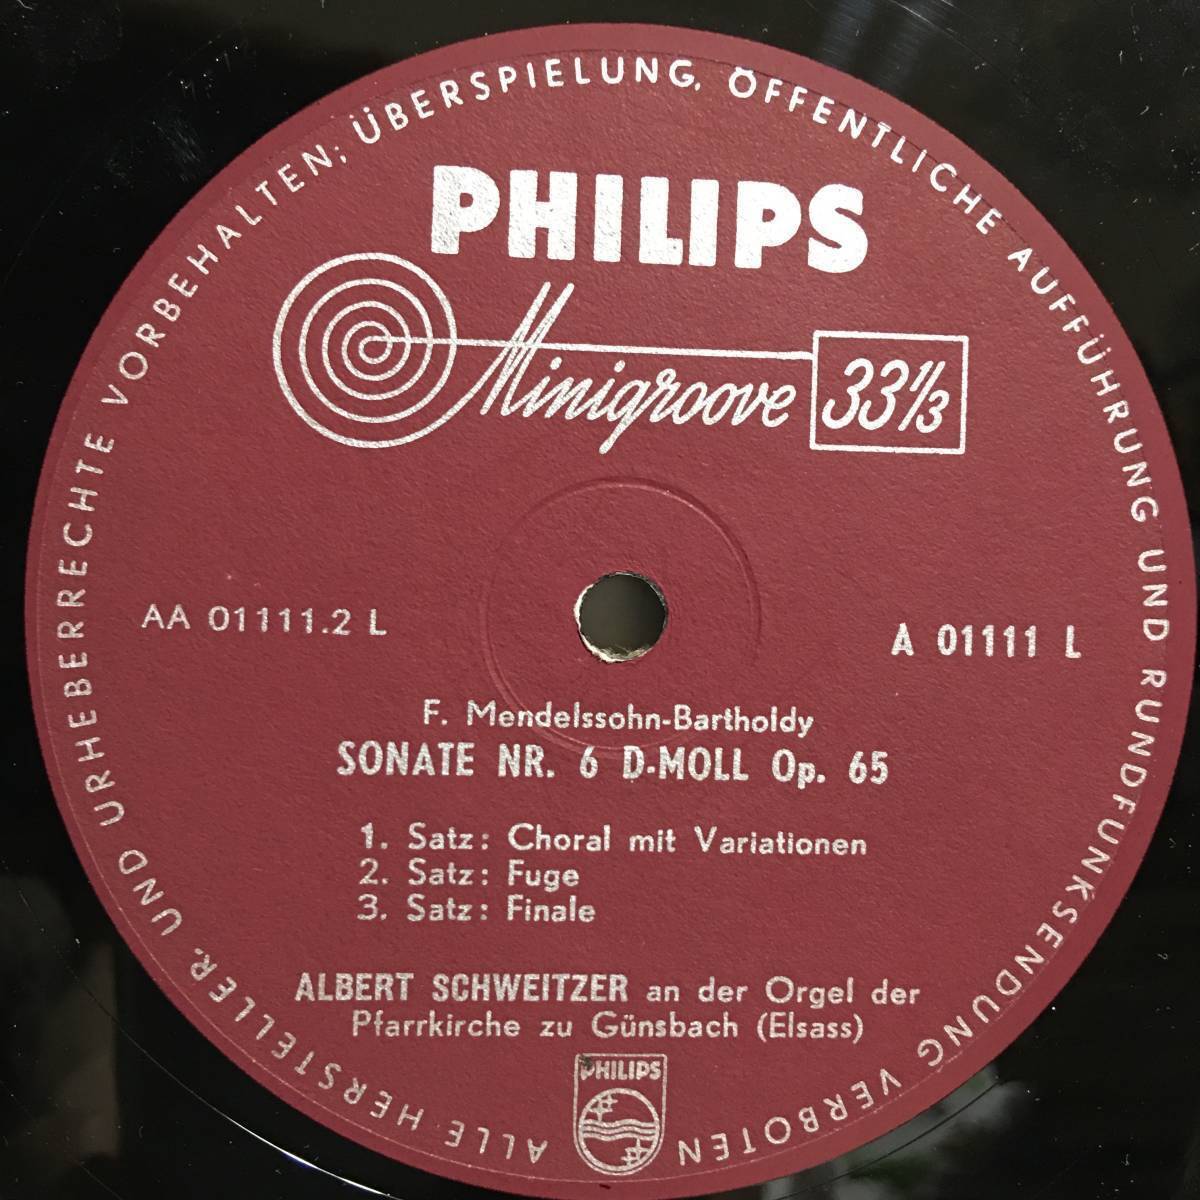 ALLE HERSTELLER- UND URHEBERRECHTE VORBEHALTEN; ÜBERSPIELUNG, ÖFFENTLICHE AUFFÜHRUNG UND RUNDFUNKSENDUNG VERBOTEN
PHILIPS
Minigroove 33 1/3
AA 01111.2 L
A 01111 L
F. Mendelssohn-Bartholdy
SONATE NR. 6 D-MOLL Op. 65
1. Satz: Choral mit Variationen
2. Satz: Fuge
3. Satz: Finale
ALBERT SCHWEITZER an der Orgel der
Pfarrkirche zu Günsbach (Elsass)
PHILIPS